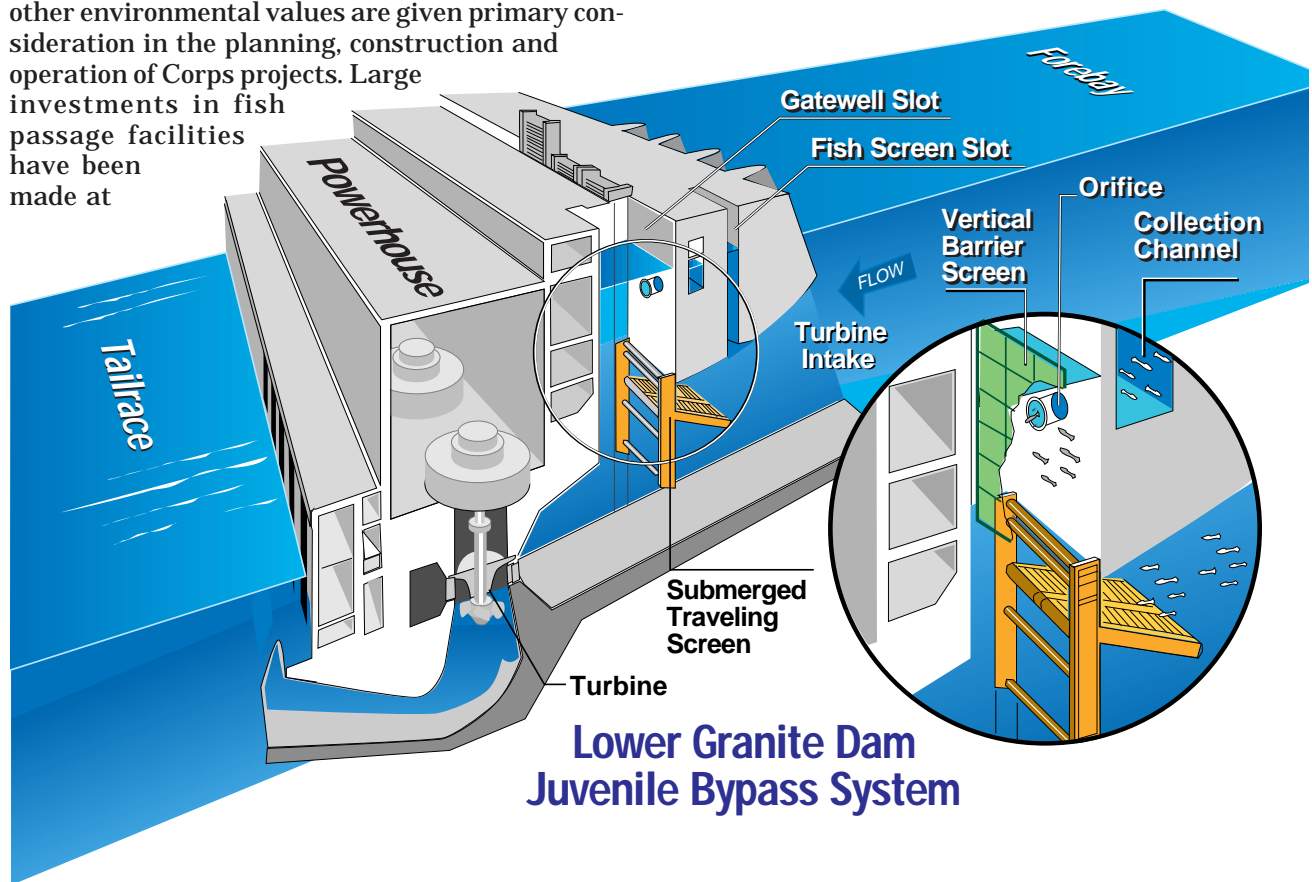 other environmental values are given primary con-
sideration in the planning, construction and
operation of Corps projects. Large
investments in fish
passage facilities
have been
made at
Forebay
Gatewell Slot
Fish Screen Slot
Orifice
Vertical
Barrier
Screen
Collection
Channel
Powerhouse
FLOW
Turbine
Intake
Tailrace
Submerged
Traveling
Screen
Turbine
Lower Granite Dam
Juvenile Bypass System